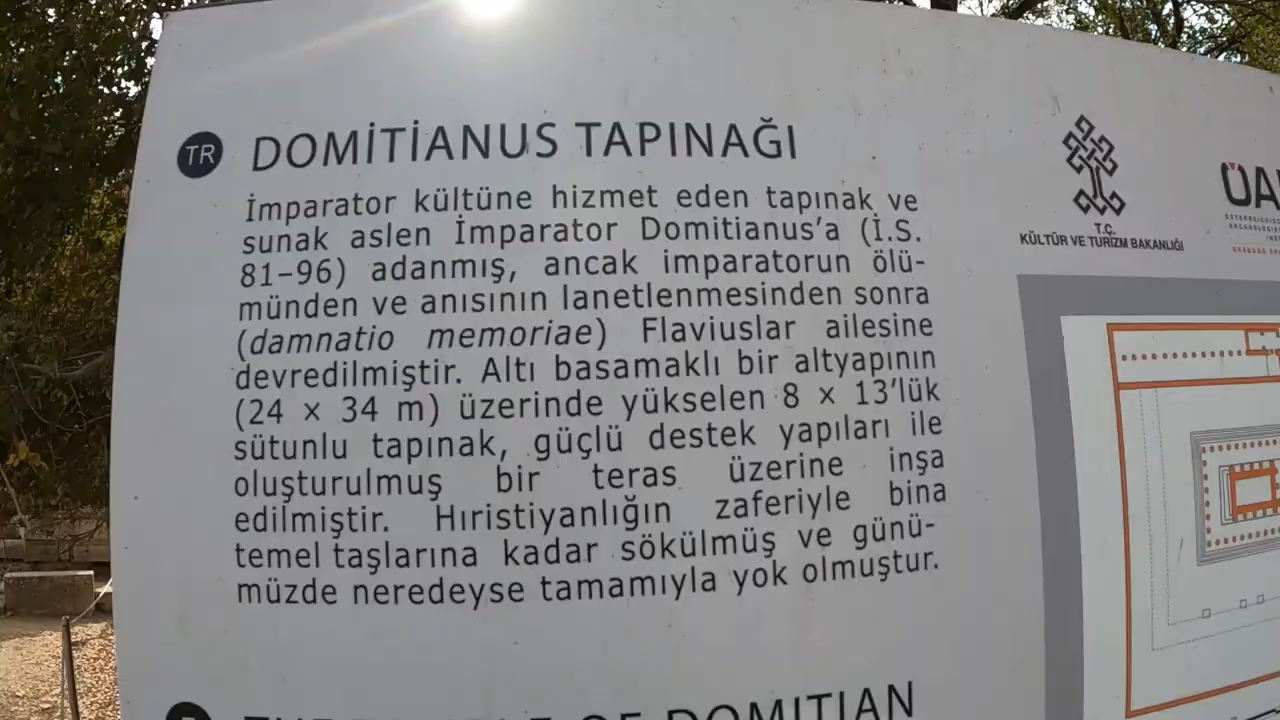 TR DOMİTİANUS TAPINAĞI
İmparator kültüne hizmet eden tapınak ve
sunak aslen İmparator Domitianus'a (İ.S.
81–96) adanmış, ancak imparatorun ölü-
münden ve anısının lanetlenmesinden sonra
(damnatio memoriae) Flaviuslar ailesine
devredilmiştir. Altı basamaklı bir altyapının
(24 x 34 m) üzerinde yükselen 8 x 13'lük
sütunlu tapınak, güçlü destek yapıları ile
oluşturulmuş bir teras üzerine inşa
edilmiştir. Hıristiyanlığın zaferiyle bina
temel taşlarına kadar sökülmüş ve günü-
müzde neredeyse tamamıyla yok olmuştur.
OF DOMITIAN
T.C.
KÜLTÜR VE TURİZM BAKANLIĞI
ÖA